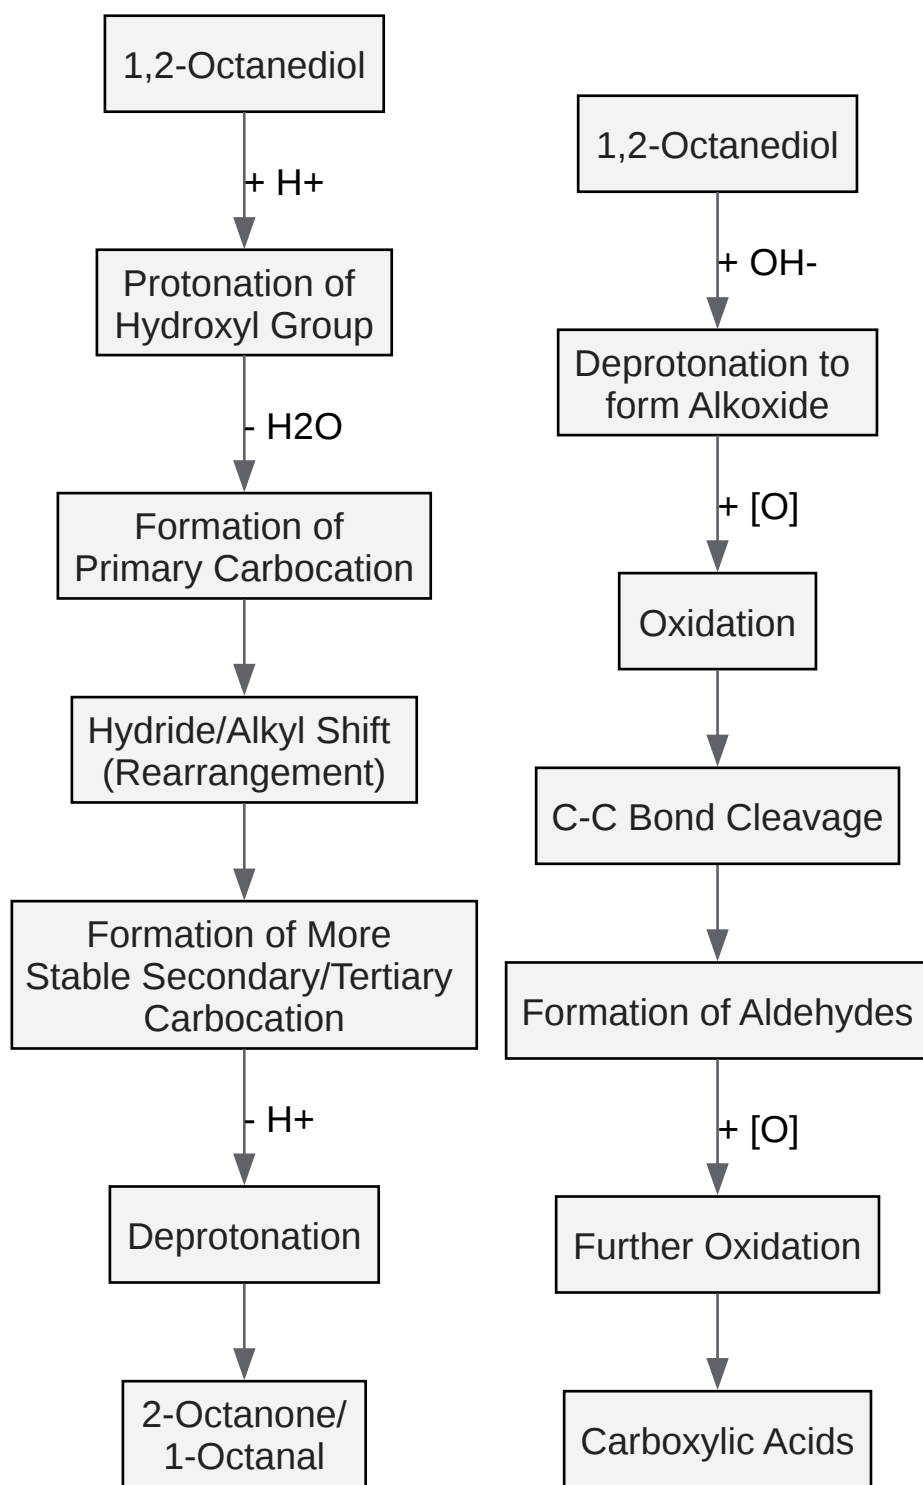 1,2-Octanediol
+ H+
Protonation of
Hydroxyl Group
- H2O
Formation of
Primary Carbocation
Hydride/Alkyl Shift
(Rearrangement)
Formation of More
Stable Secondary/Tertiary
Carbocation
- H+
Deprotonation
2-Octanone/
1-Octanal
1,2-Octanediol
+ OH-
Deprotonation to
form Alkoxide
+ [O]
Oxidation
C-C Bond Cleavage
Formation of Aldehydes
+ [O]
Further Oxidation
Carboxylic Acids